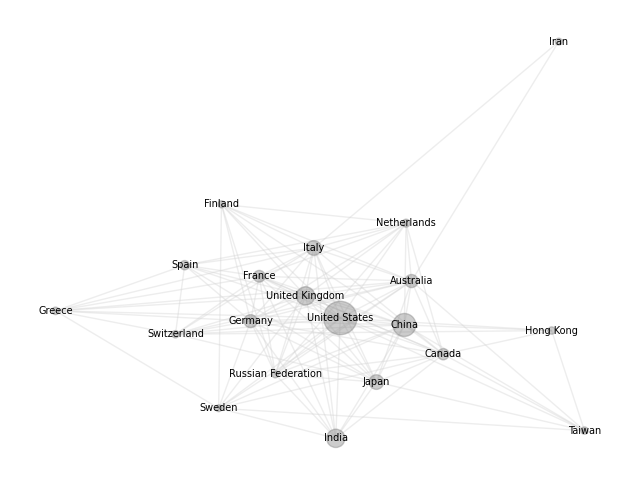 Iran
Finland
Netherlands
Italy
Spain
France
Australia
United Kingdom
Greece
United States
Germany
China
Hong Kong
Switzerland
Canada
Russian Federation
Japan
Sweden
Taiwan
India